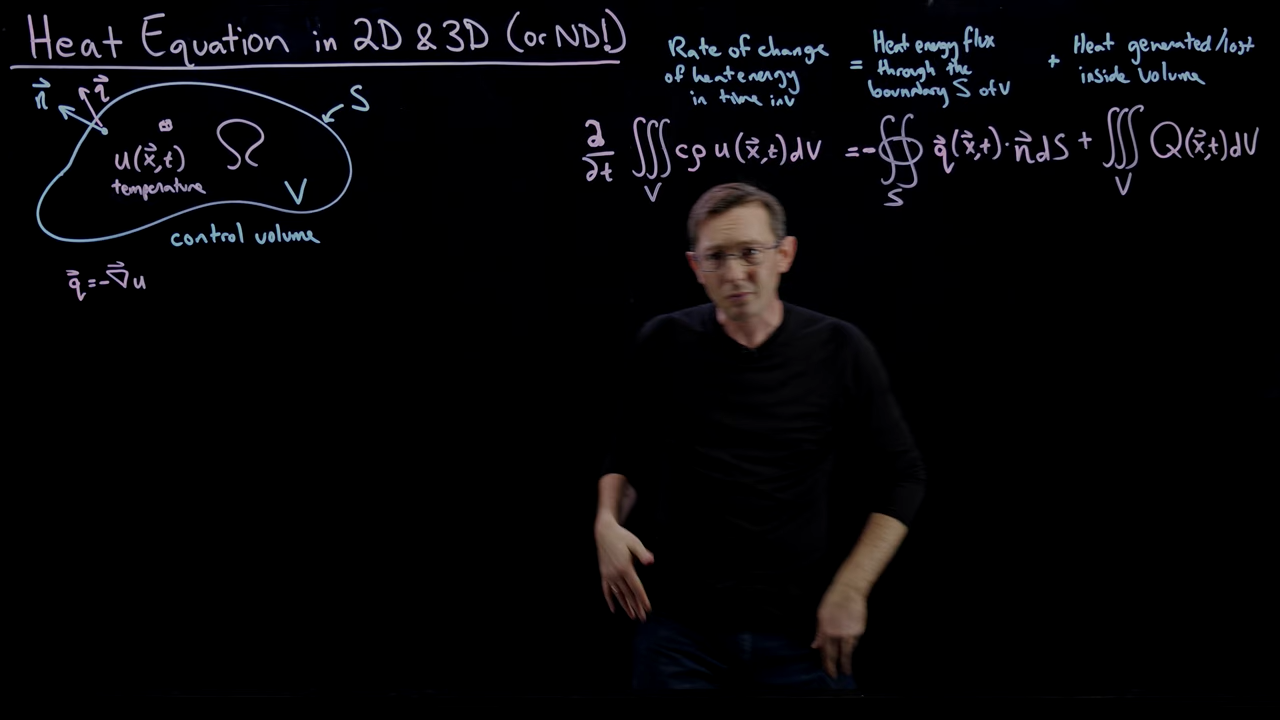 Heat Equation in 2D & 3D (or ND!)
Rate of change
of heat energy
in time in V
=
Heat energy flux
through the
boundary S of V
+
Heat generated/lost
inside volume
∂/∂t ∭_V cρ u(x⃗,t) dV = -∯_S q⃗(x⃗,t)·n⃗ dS + ∭_V Q(x⃗,t) dV
n⃗
q⃗
S
u(x⃗,t)
temperature
Ω
V
control volume
q⃗ = -∇⃗u